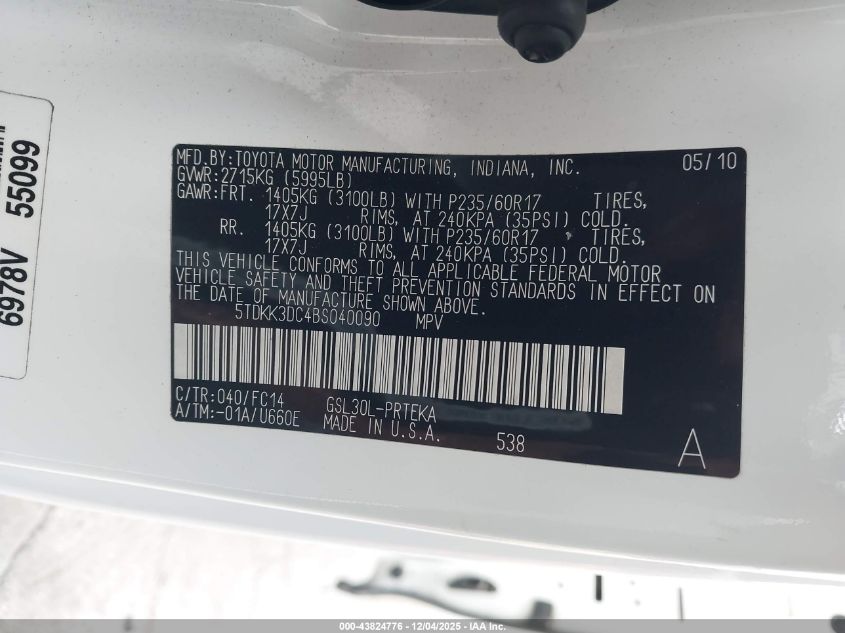 MFD.BY:TOYOTA MOTOR MANUFACTURING, INDIANA, INC. 05/10
GVWR:2715KG (5995LB)
GAWR:FRT. 1405KG (3100LB) WITH P235/60R17 TIRES,
17X7J RIMS, AT 240KPA (35PSI) COLD.
RR. 1405KG (3100LB) WITH P235/60R17 TIRES,
17X7J RIMS, AT 240KPA (35PSI) COLD.
THIS VEHICLE CONFORMS TO ALL APPLICABLE FEDERAL MOTOR
VEHICLE SAFETY AND THEFT PREVENTION STANDARDS IN EFFECT ON
THE DATE OF MANUFACTURE SHOWN ABOVE.
5TDKK3DC4BS040090 MPV
C/TR:040/FC14 GSL30L-PRTEKA
A/TM:-01A/U660E MADE IN U.S.A. 538 A
6978V 55099
000-43824776 - 12/04/2025 - IAA Inc.